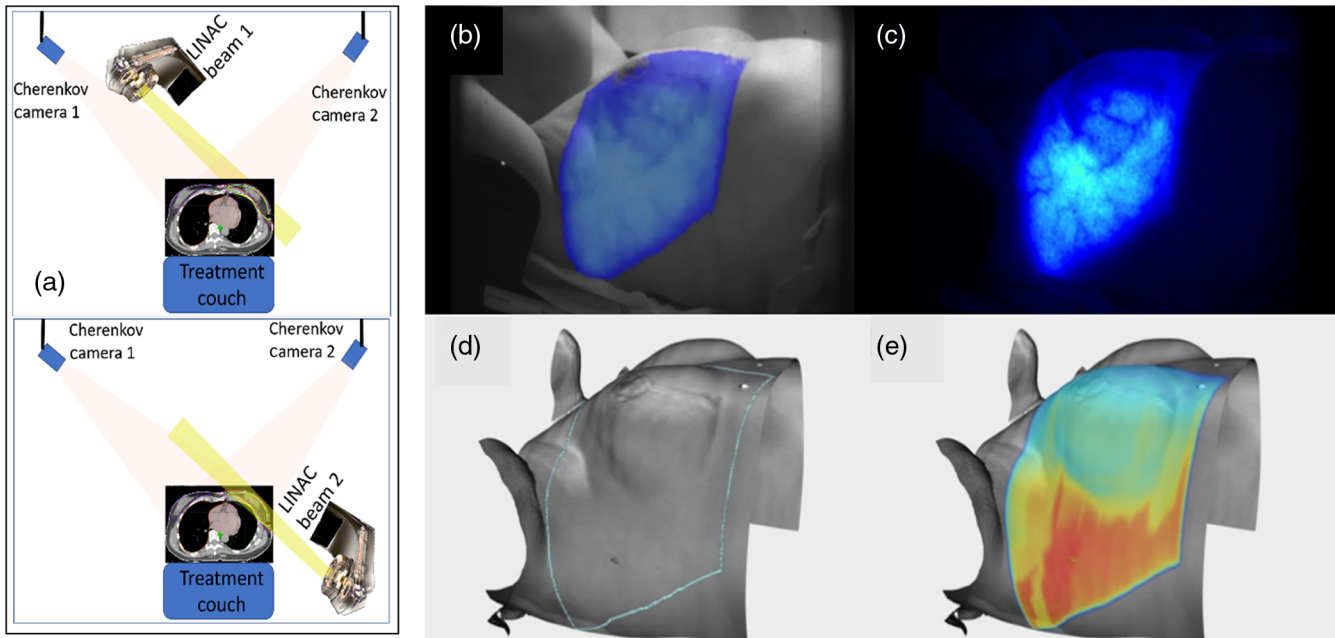 Cherenkov
camera 1
LINAC
beam 1
Cherenkov
camera 2
(a)
Treatment
couch
Cherenkov
camera 1
Cherenkov
camera 2
LINAC
beam 2
Treatment
couch
(b)
(c)
(d)
(e)